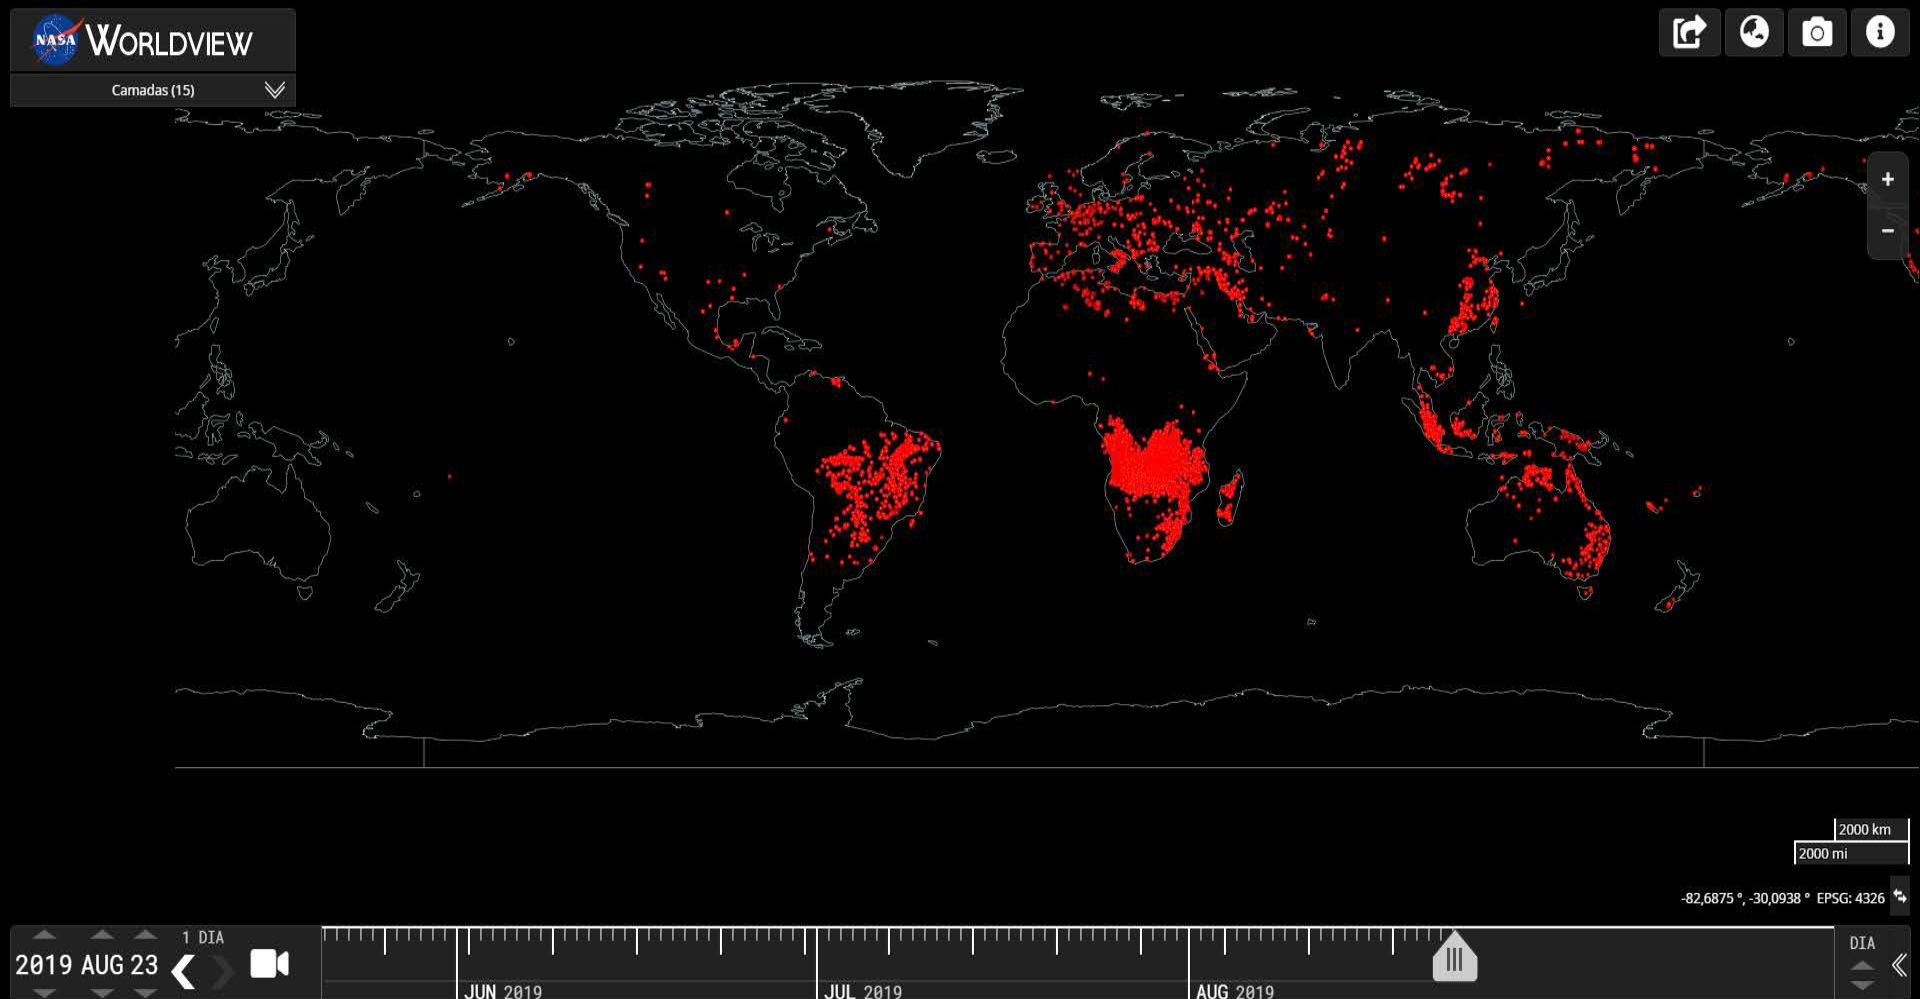 NASA WORLDVIEW
Camadas (15)
+
−
2000 km
2000 mi
-82,6875 °, -30,0938 ° EPSG: 4326
2019 AUG 23
1 DIA
JUN 2019
JUL 2019
AUG 2019
DIA